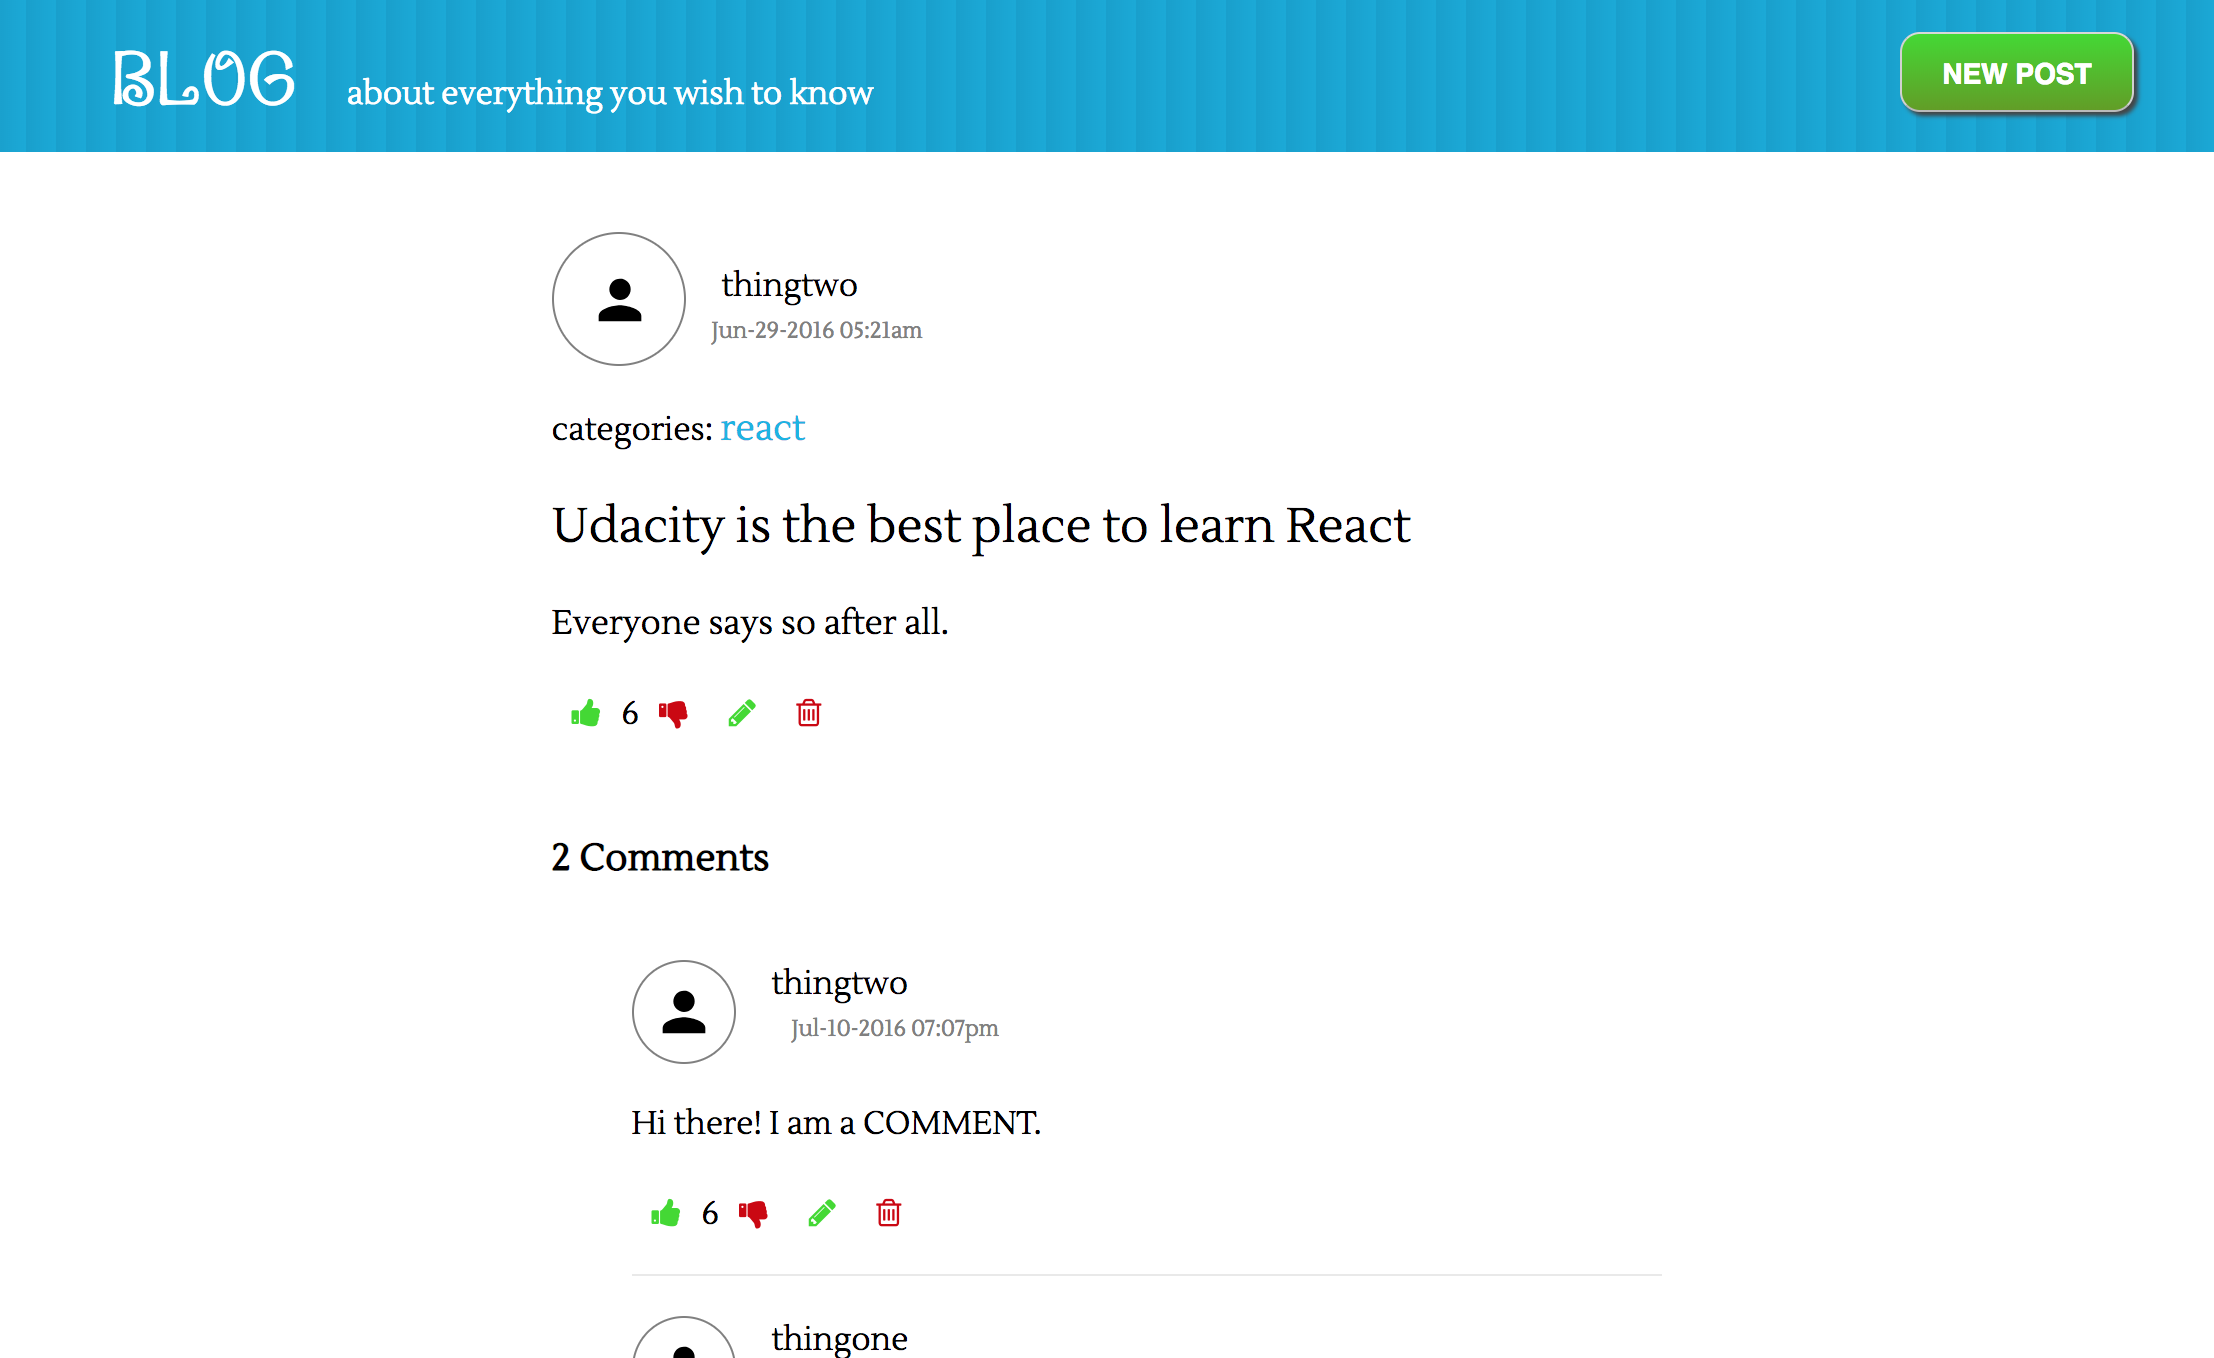 BLOG about everything you wish to know NEW POST
thingtwo
Jun-29-2016 05:21am
categories: react
Udacity is the best place to learn React
Everyone says so after all.
6
2 Comments
thingtwo
Jul-10-2016 07:07pm
Hi there! I am a COMMENT.
6
thingone